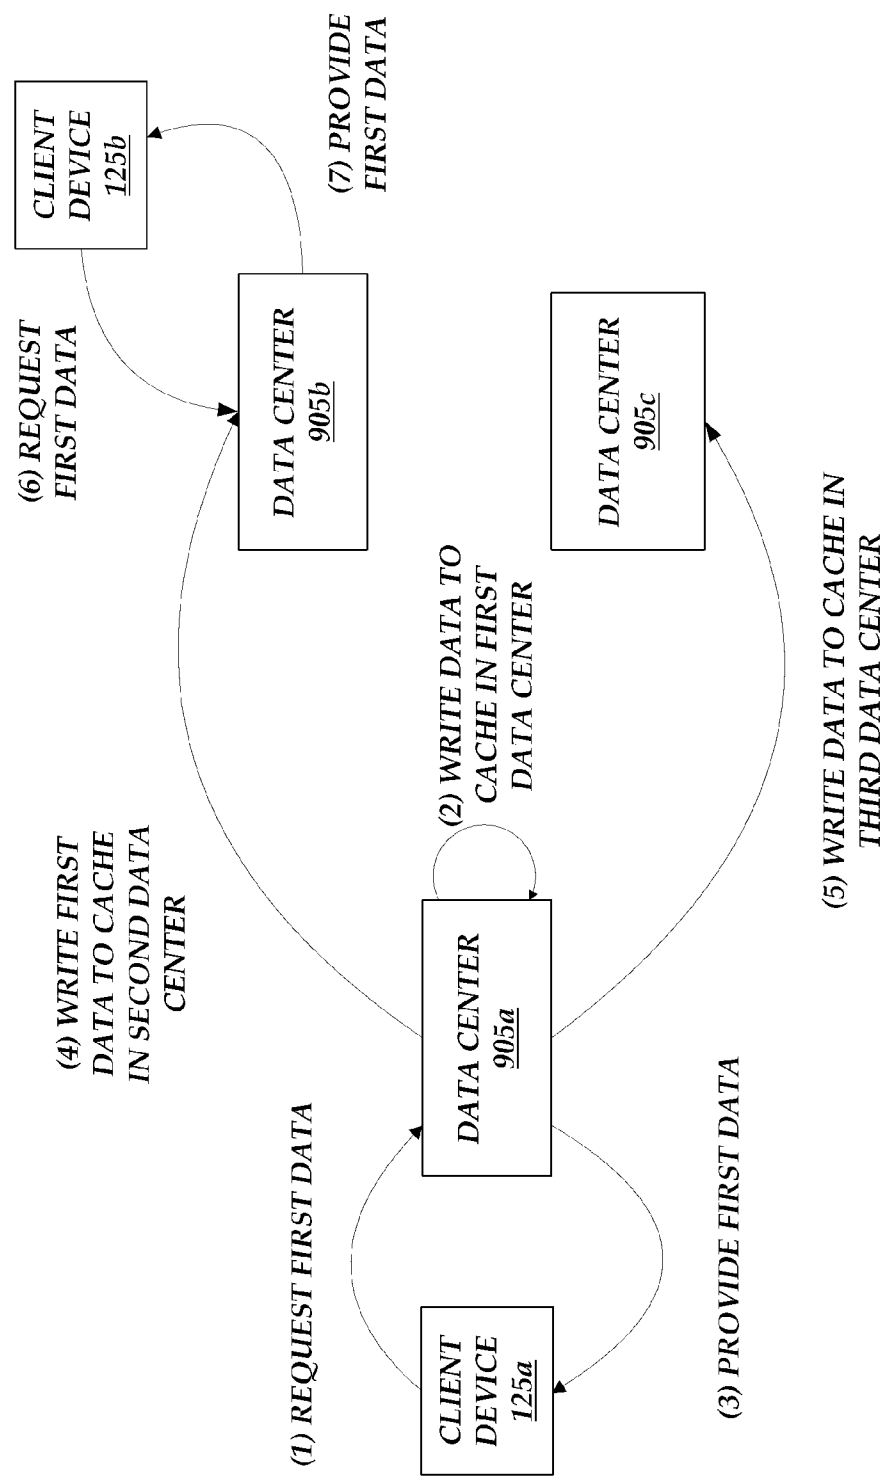 (1) REQUEST FIRST DATA
CLIENT
DEVICE
125a
(3) PROVIDE FIRST DATA
(4) WRITE FIRST
DATA TO CACHE
IN SECOND DATA
CENTER
DATA CENTER
905a
(2) WRITE DATA TO
CACHE IN FIRST
DATA CENTER
(5) WRITE DATA TO CACHE IN
THIRD DATA CENTER
(6) REQUEST
FIRST DATA
DATA CENTER
905b
DATA CENTER
905c
CLIENT
DEVICE
125b
(7) PROVIDE
FIRST DATA